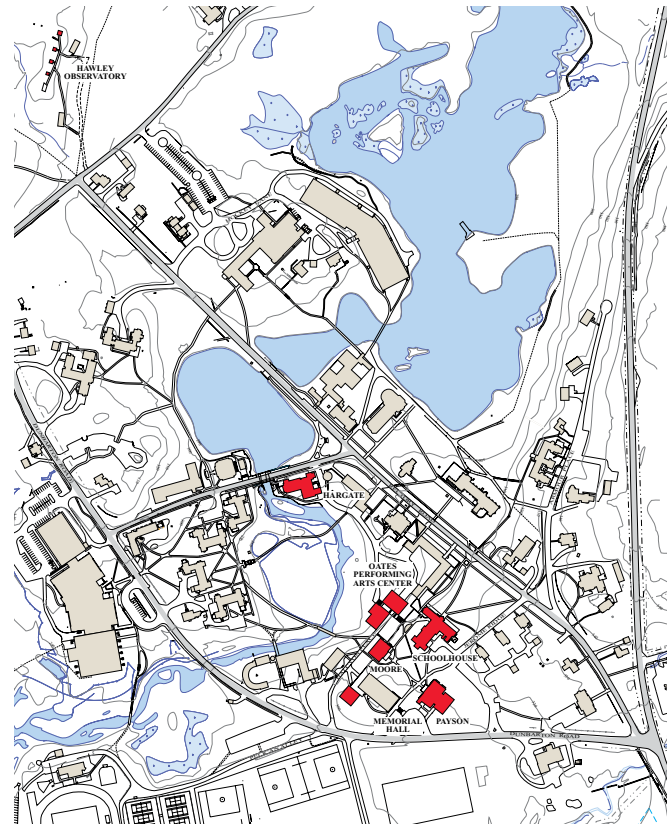 HAWLEY
OBSERVATORY
HARGATE
OATES
PERFORMING
ARTS CENTER
SCHOOLHOUSE
MOORE
MEMORIAL
HALL
PAYSON
DUNBARTON ROAD